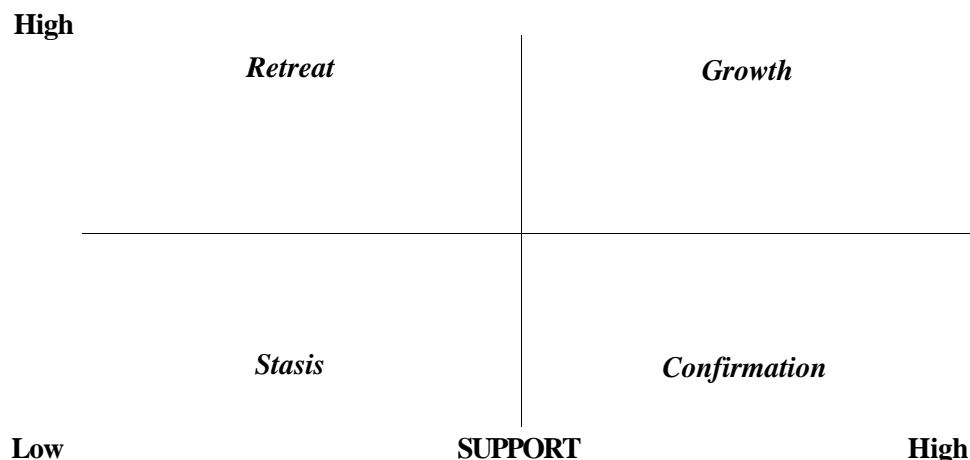 High
Retreat Growth
Stasis Confirmation
Low SUPPORT High